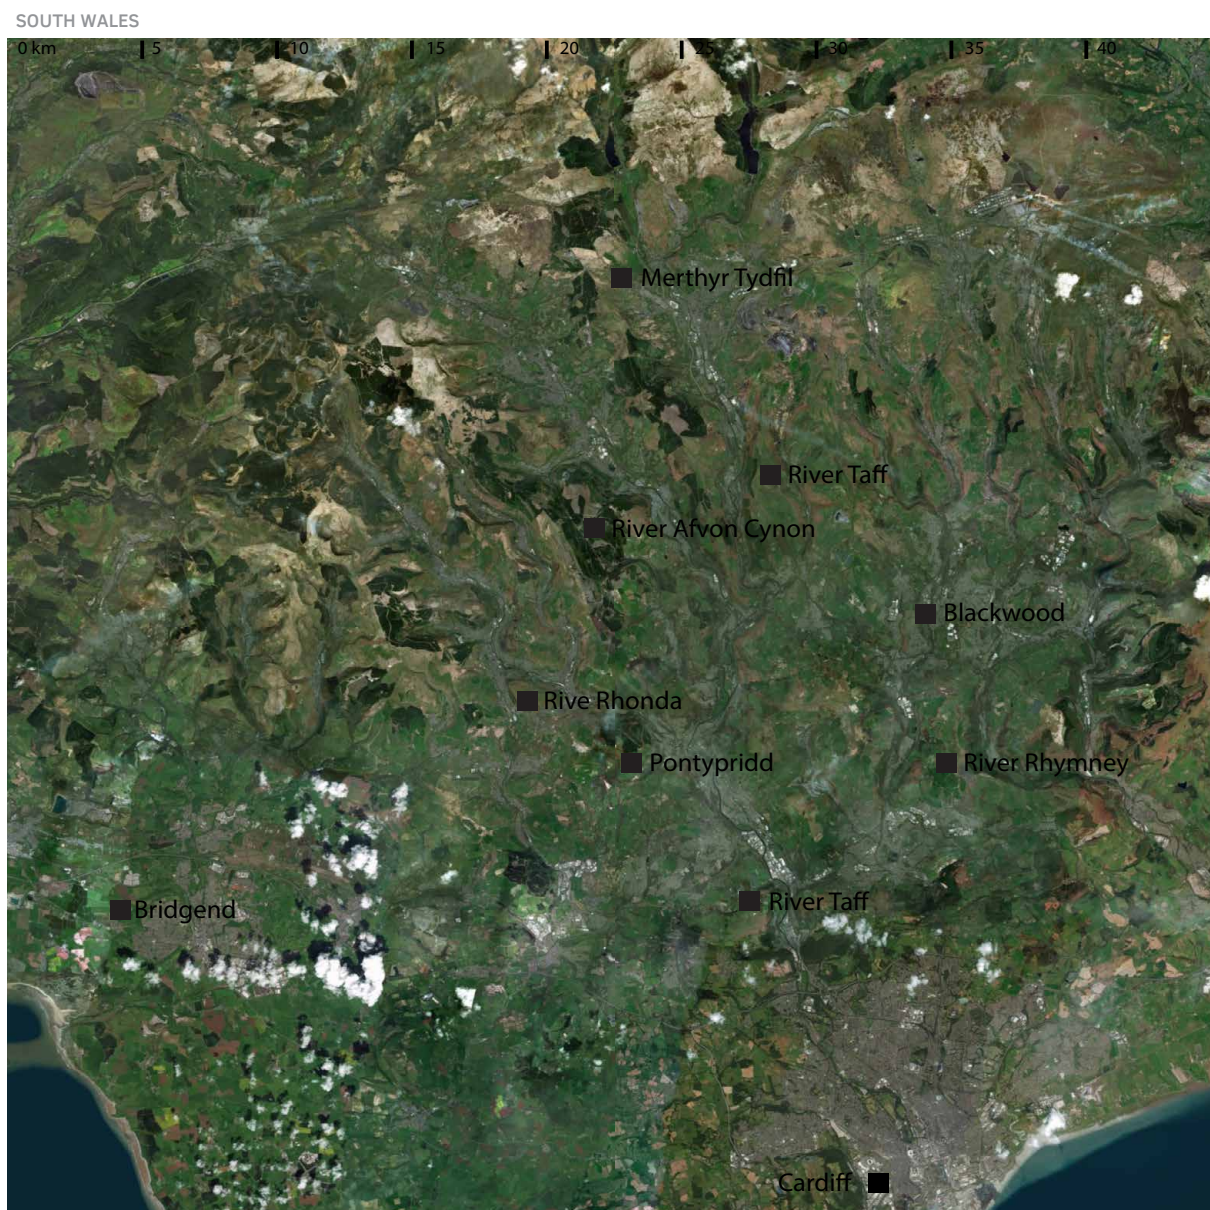 SOUTH WALES
0 km 5 10 15 20 25 30 35 40
Merthyr Tydfil
River Taff
River Afvon Cynon
Blackwood
Rive Rhonda
Pontypridd
River Rhymney
River Taff
Bridgend
Cardiff